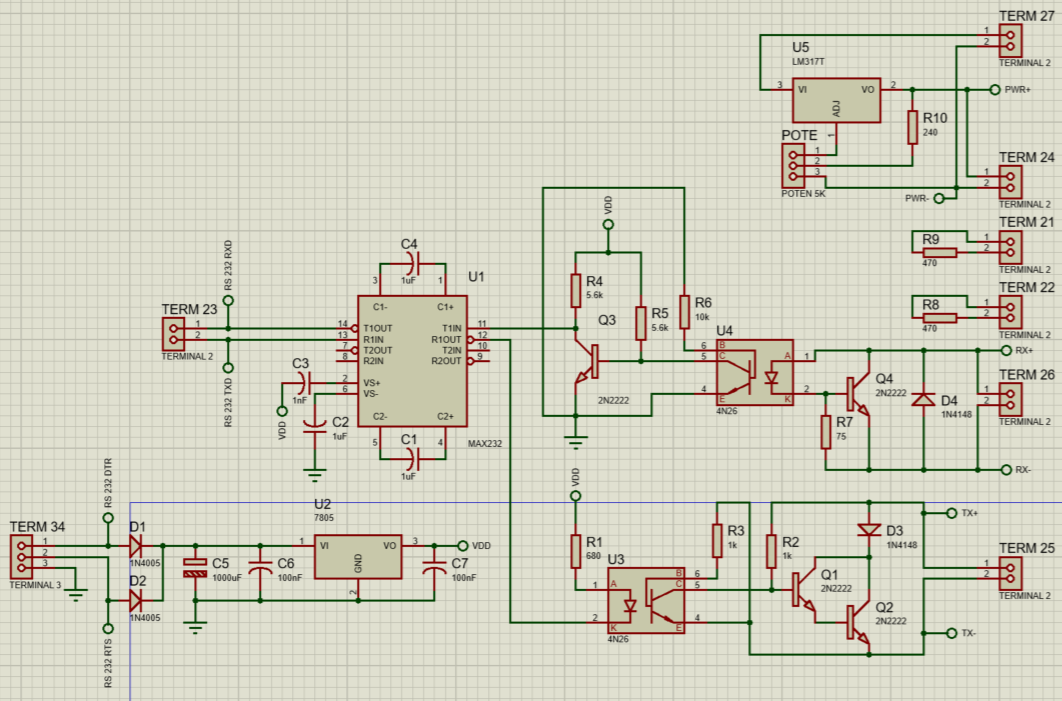 TERM 27
1
2
TERMINAL 2
U5
LM317T
3
VI
VO
2
ADJ
1
PWR+
R10
240
POTE
1
2
3
POTEN 5K
TERM 24
1
2
TERMINAL 2
PWR-
TERM 21
1
2
TERMINAL 2
R9
470
TERM 22
1
2
TERMINAL 2
R8
470
RS 232 RXD
TERM 23
1
2
TERMINAL 2
RS 232 TXD
C4
1uF
3
1
U1
C1-
C1+
14
T1OUT
T1IN
11
13
R1IN
R1OUT
12
7
T2OUT
T2IN
10
8
R2IN
R2OUT
9
2
VS+
6
VS-
C2-
C2+
5
4
MAX232
C3
1nF
VDD
C2
1uF
C1
1uF
VDD
R4
5.6k
Q3
2N2222
R5
5.6k
R6
10k
U4
6
B
5
C
4
E
A
1
K
2
4N26
Q4
2N2222
R7
75
D4
1N4148
RX+
TERM 26
1
2
TERMINAL 2
RX-
RS 232 DTR
TERM 34
1
2
3
TERMINAL 3
D1
1N4005
D2
1N4005
RS 232 RTS
C5
1000uF
C6
100nF
U2
7805
1
VI
VO
3
GND
2
VDD
C7
100nF
VDD
R1
680
U3
1
A
2
K
B
6
C
5
E
4
4N26
R3
1k
R2
1k
Q1
2N2222
Q2
2N2222
D3
1N4148
TX+
TERM 25
1
2
TERMINAL 2
TX-